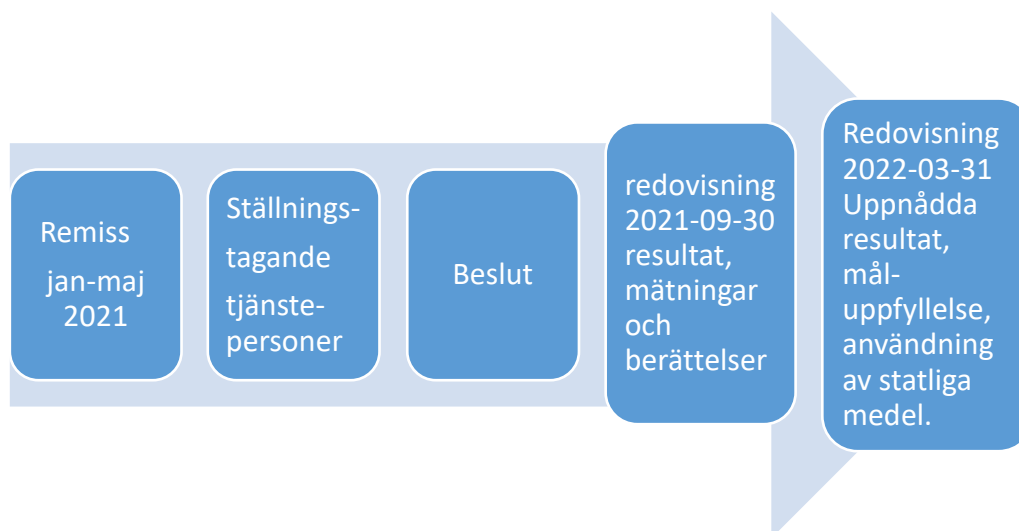 Remiss
jan-maj
2021
Ställnings-
tagande
tjänste-
personer
Beslut
redovisning
2021-09-30
resultat,
mätningar
och
berättelser
Redovisning
2022-03-31
Uppnådda
resultat,
mål-
uppfyllelse,
användning
av statliga
medel.